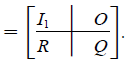 = [ I₁ | O
R | Q ].